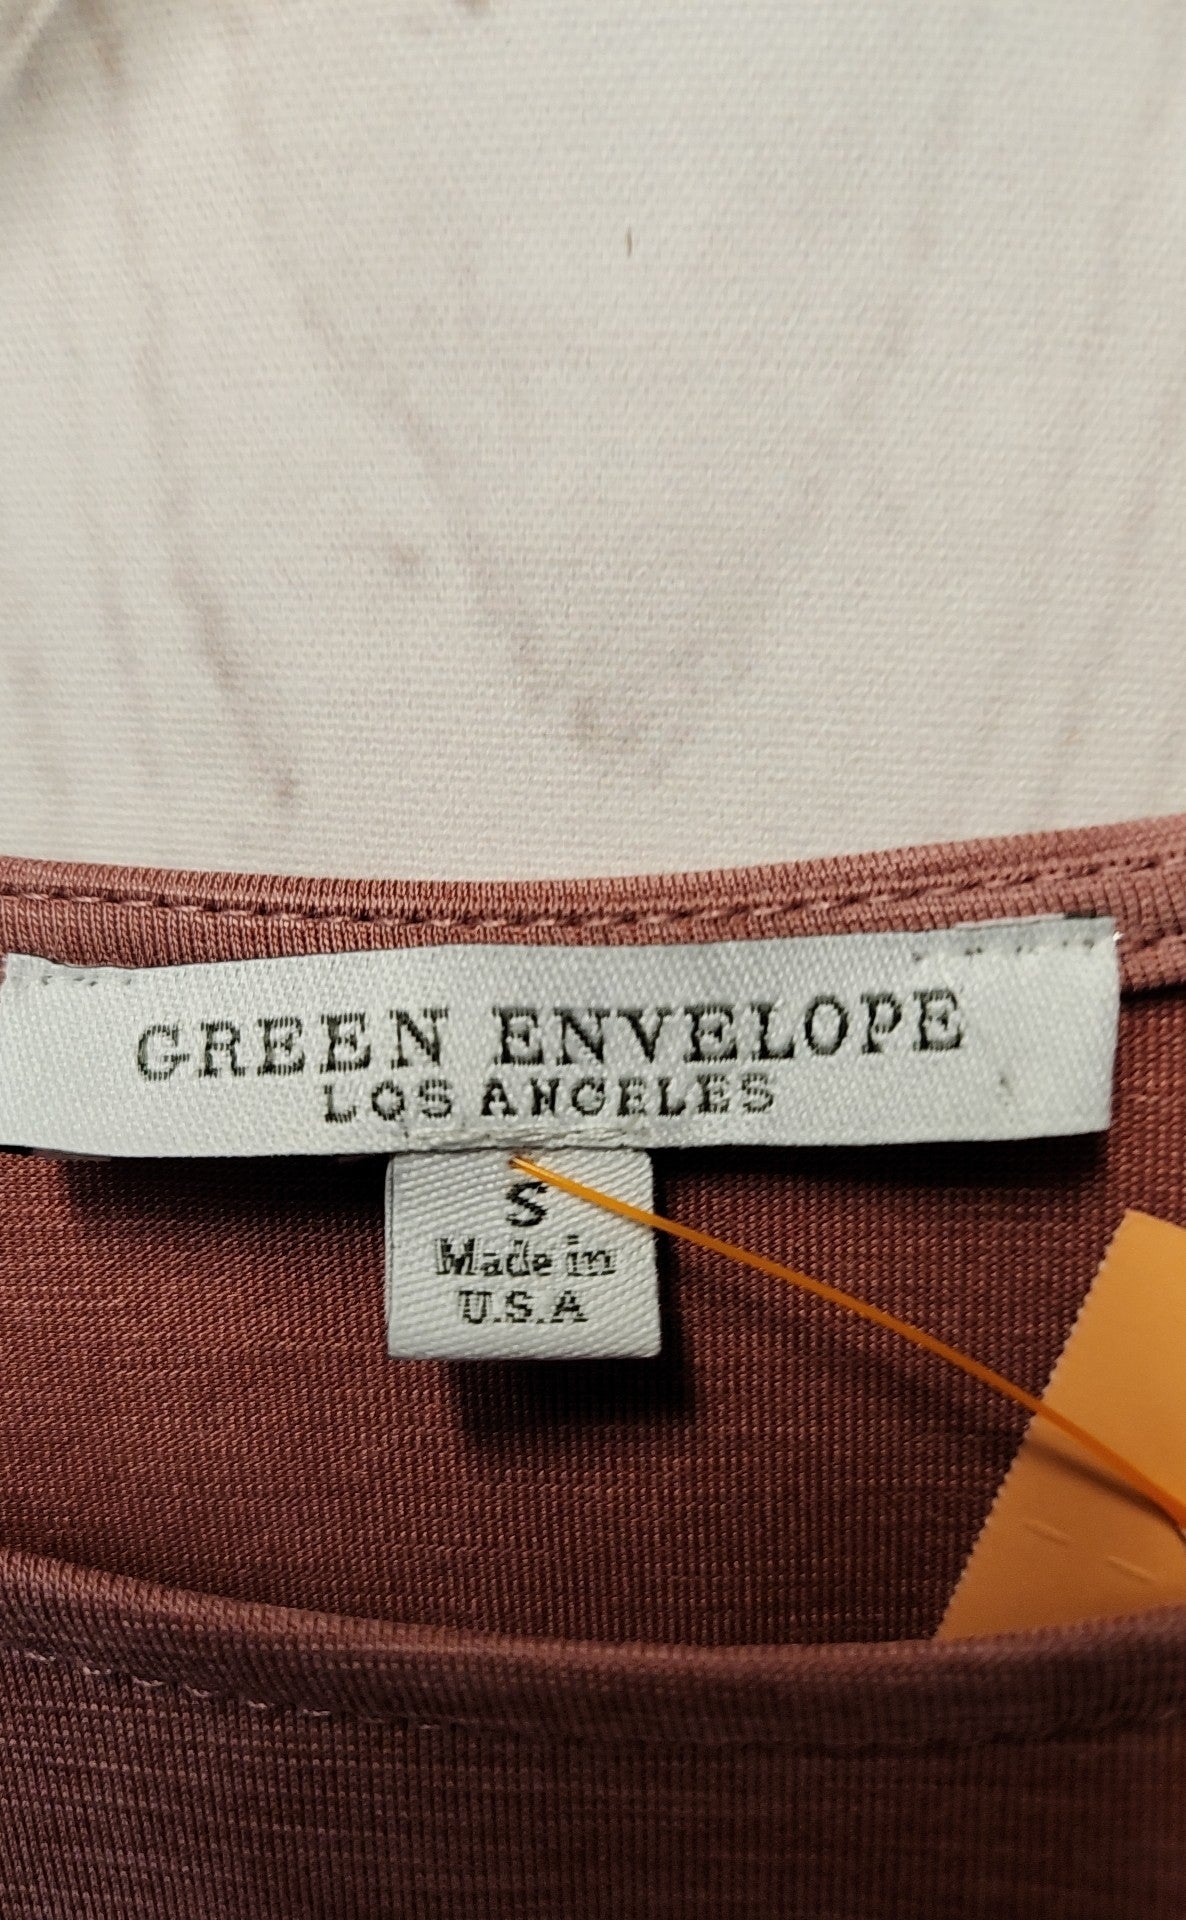 GREEN ENVELOPE
LOS ANGELES
S
Made in
U.S.A